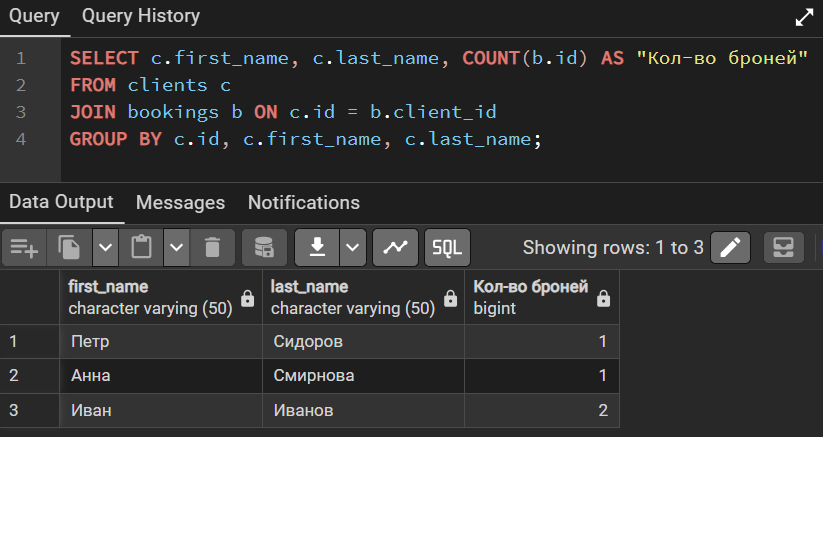 Query Query History
1 SELECT c.first_name, c.last_name, COUNT(b.id) AS "Кол-во броней"
2 FROM clients c
3 JOIN bookings b ON c.id = b.client_id
4 GROUP BY c.id, c.first_name, c.last_name;
Data Output Messages Notifications
SQL Showing rows: 1 to 3
first_name last_name Кол-во броней
character varying (50) character varying (50) bigint
1 Петр Сидоров 1
2 Анна Смирнова 1
3 Иван Иванов 2